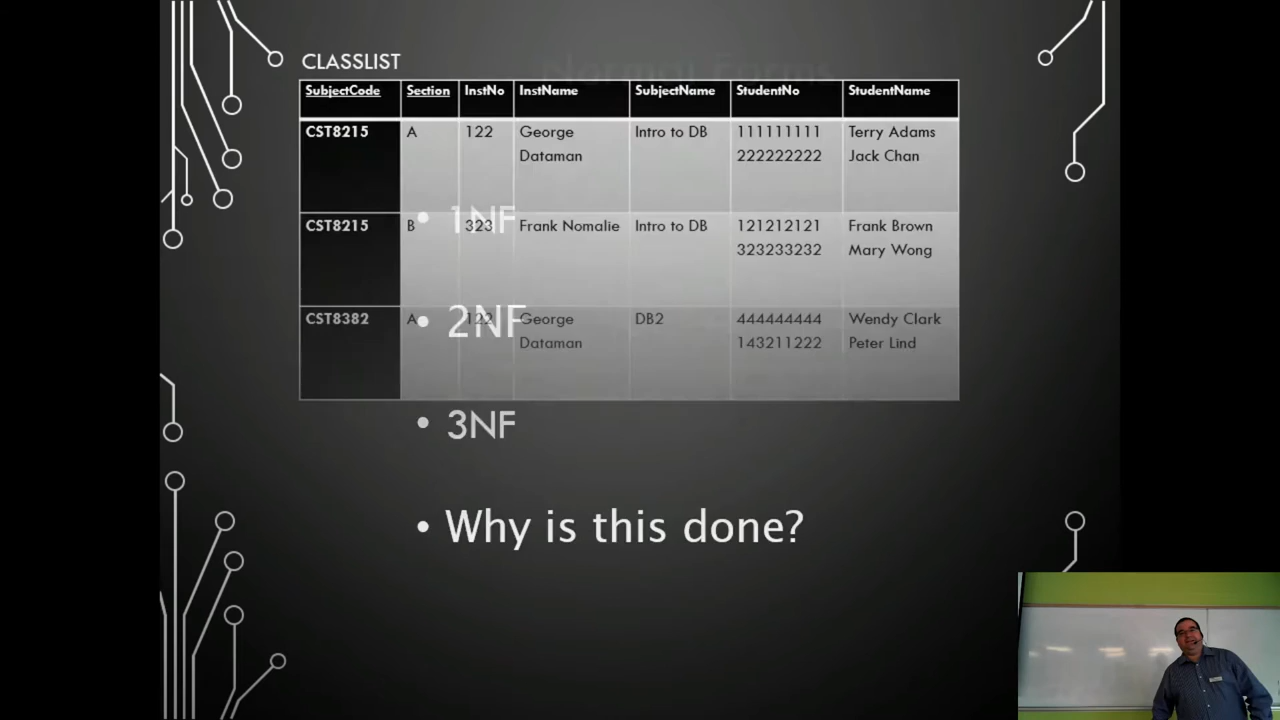 Normal Forms
CLASSLIST
SubjectCode Section InstNo InstName SubjectName StudentNo StudentName
CST8215 A 122 George Dataman Intro to DB 111111111 222222222 Terry Adams Jack Chan
CST8215 B 323 Frank Nomalie Intro to DB 121212121 323233232 Frank Brown Mary Wong
CST8382 A 122 George Dataman DB2 444444444 143211222 Wendy Clark Peter Lind
• 1NF
• 2NF
• 3NF
• Why is this done?